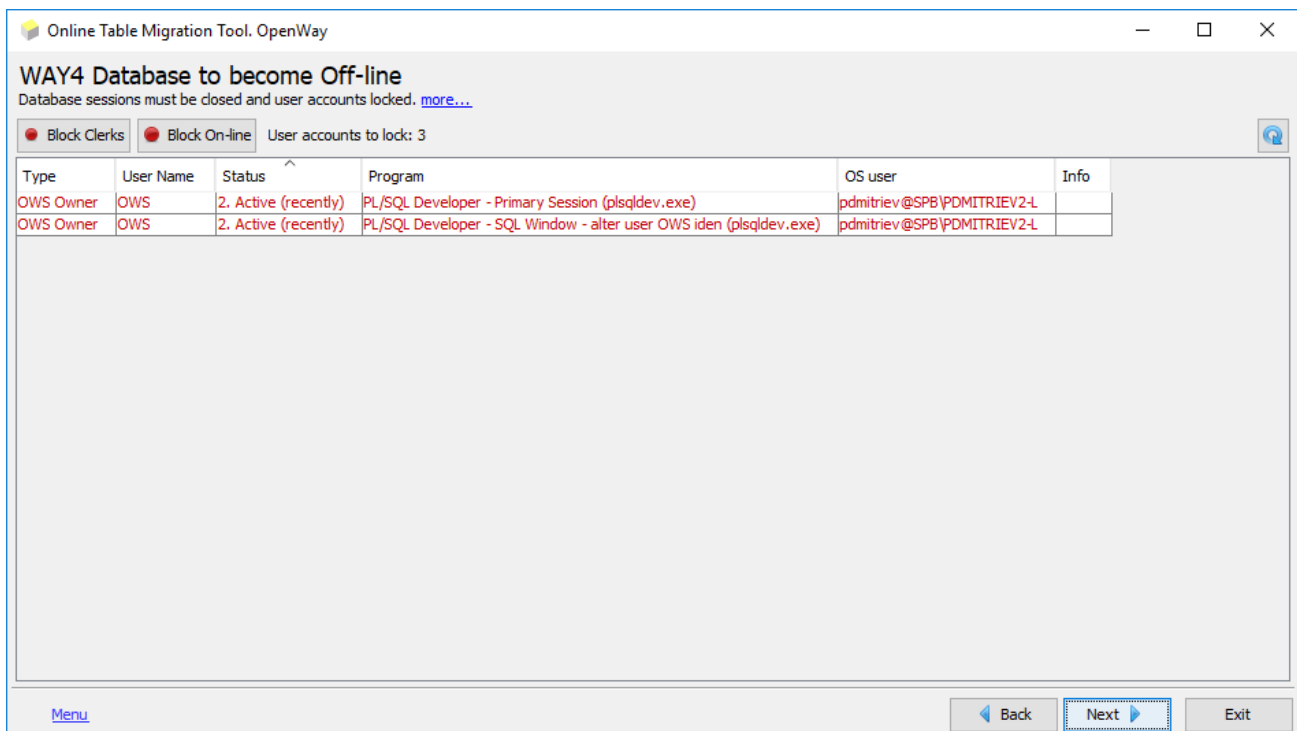 Online Table Migration Tool. OpenWay
WAY4 Database to become Off-line
Database sessions must be closed and user accounts locked. more...
Block Clerks Block On-line User accounts to lock: 3
Type User Name Status Program OS user Info
OWS Owner OWS 2. Active (recently) PL/SQL Developer - Primary Session (plsqldev.exe) pdmitriev@SPB\PDMITRIEV2-L
OWS Owner OWS 2. Active (recently) PL/SQL Developer - SQL Window - alter user OWS iden (plsqldev.exe) pdmitriev@SPB\PDMITRIEV2-L
Menu Back Next Exit